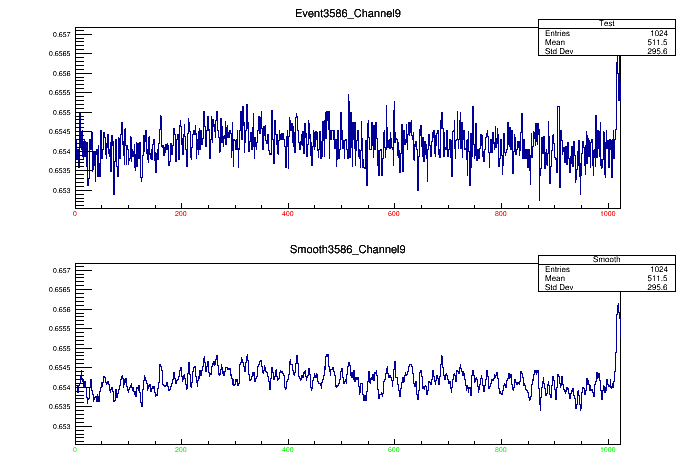 Event3586_Channel9
Test
Entries 1024
Mean 511.5
Std Dev 295.6
0.657
0.6565
0.656
0.6555
0.655
0.6545
0.654
0.6535
0.653
0 200 400 600 800 1000
Smooth3586_Channel9
Smooth
Entries 1024
Mean 511.5
Std Dev 295.6
0.657
0.6565
0.656
0.6555
0.655
0.6545
0.654
0.6535
0.653
0 200 400 600 800 1000